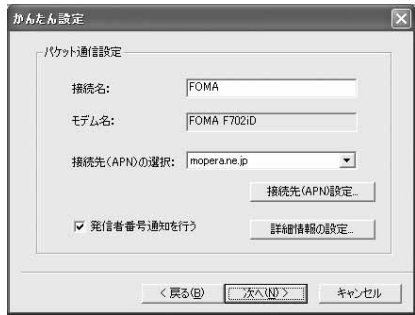 かんたん設定
パケット通信設定
接続名: FOMA
モデム名: FOMA F702iD
接続先(APN)の選択: mopera.ne.jp
接続先(APN)設定...
発信者番号通知を行う 詳細情報の設定...
< 戻る(B) 次へ(N) > キャンセル